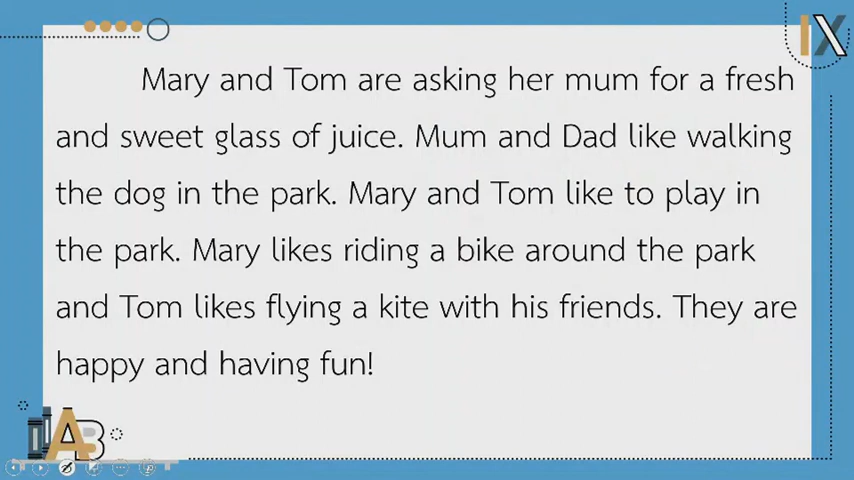 IX
Mary and Tom are asking her mum for a fresh
and sweet glass of juice. Mum and Dad like walking
the dog in the park. Mary and Tom like to play in
the park. Mary likes riding a bike around the park
and Tom likes flying a kite with his friends. They are
happy and having fun!
AB